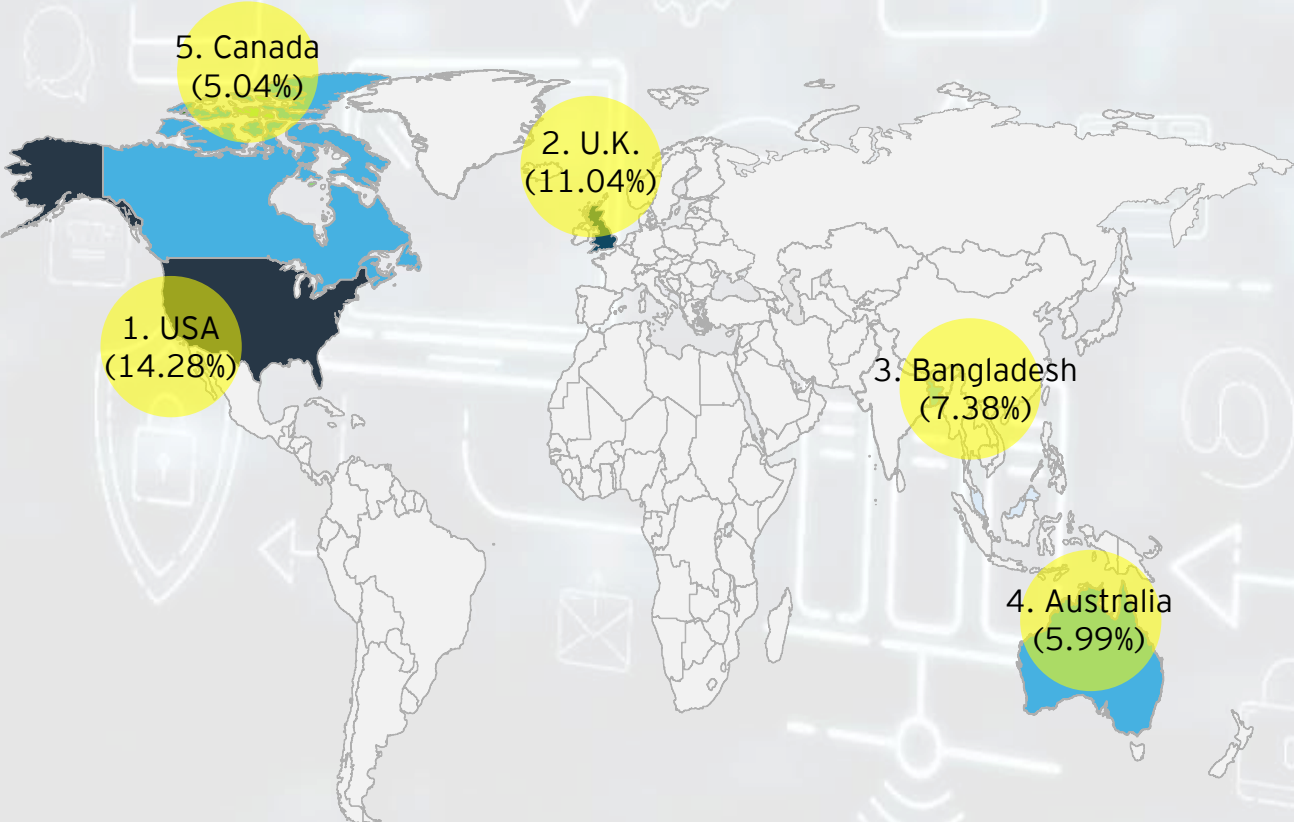 5. Canada
(5.04%)
2. U.K.
(11.04%)
1. USA
(14.28%)
3. Bangladesh
(7.38%)
4. Australia
(5.99%)